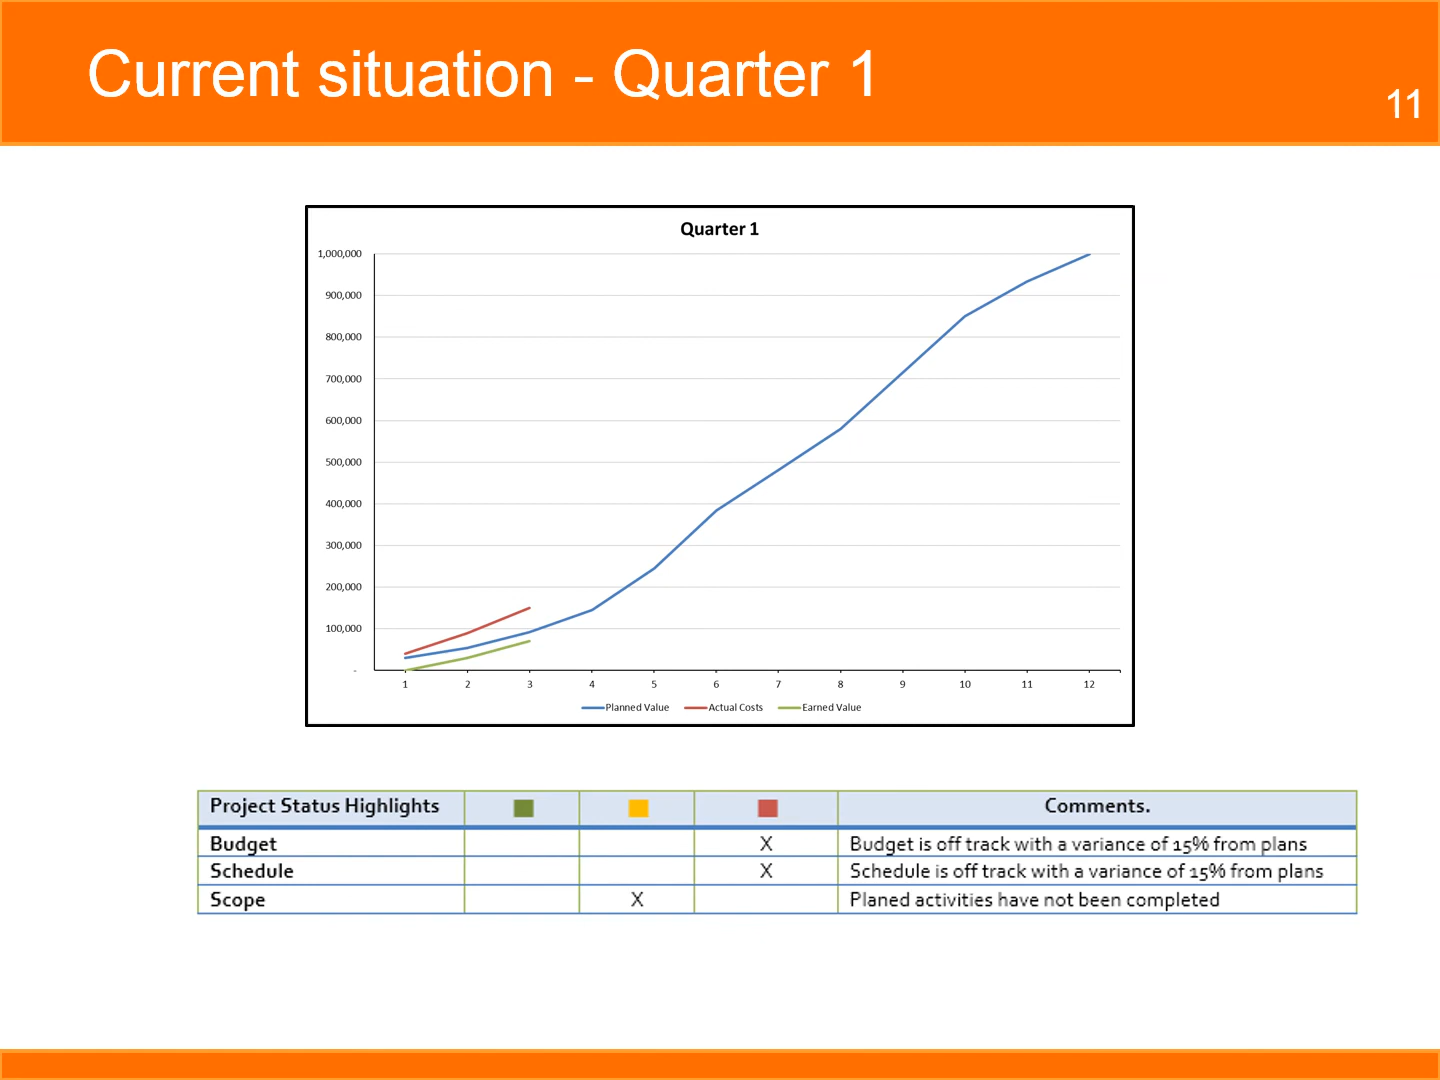 Current situation - Quarter 1
11
Quarter 1
1,000,000
900,000
800,000
700,000
600,000
500,000
400,000
300,000
200,000
100,000
-
1 2 3 4 5 6 7 8 9 10 11 12
Planned Value Actual Costs Earned Value
Project Status Highlights Comments.
Budget X Budget is off track with a variance of 15% from plans
Schedule X Schedule is off track with a variance of 15% from plans
Scope X Planed activities have not been completed